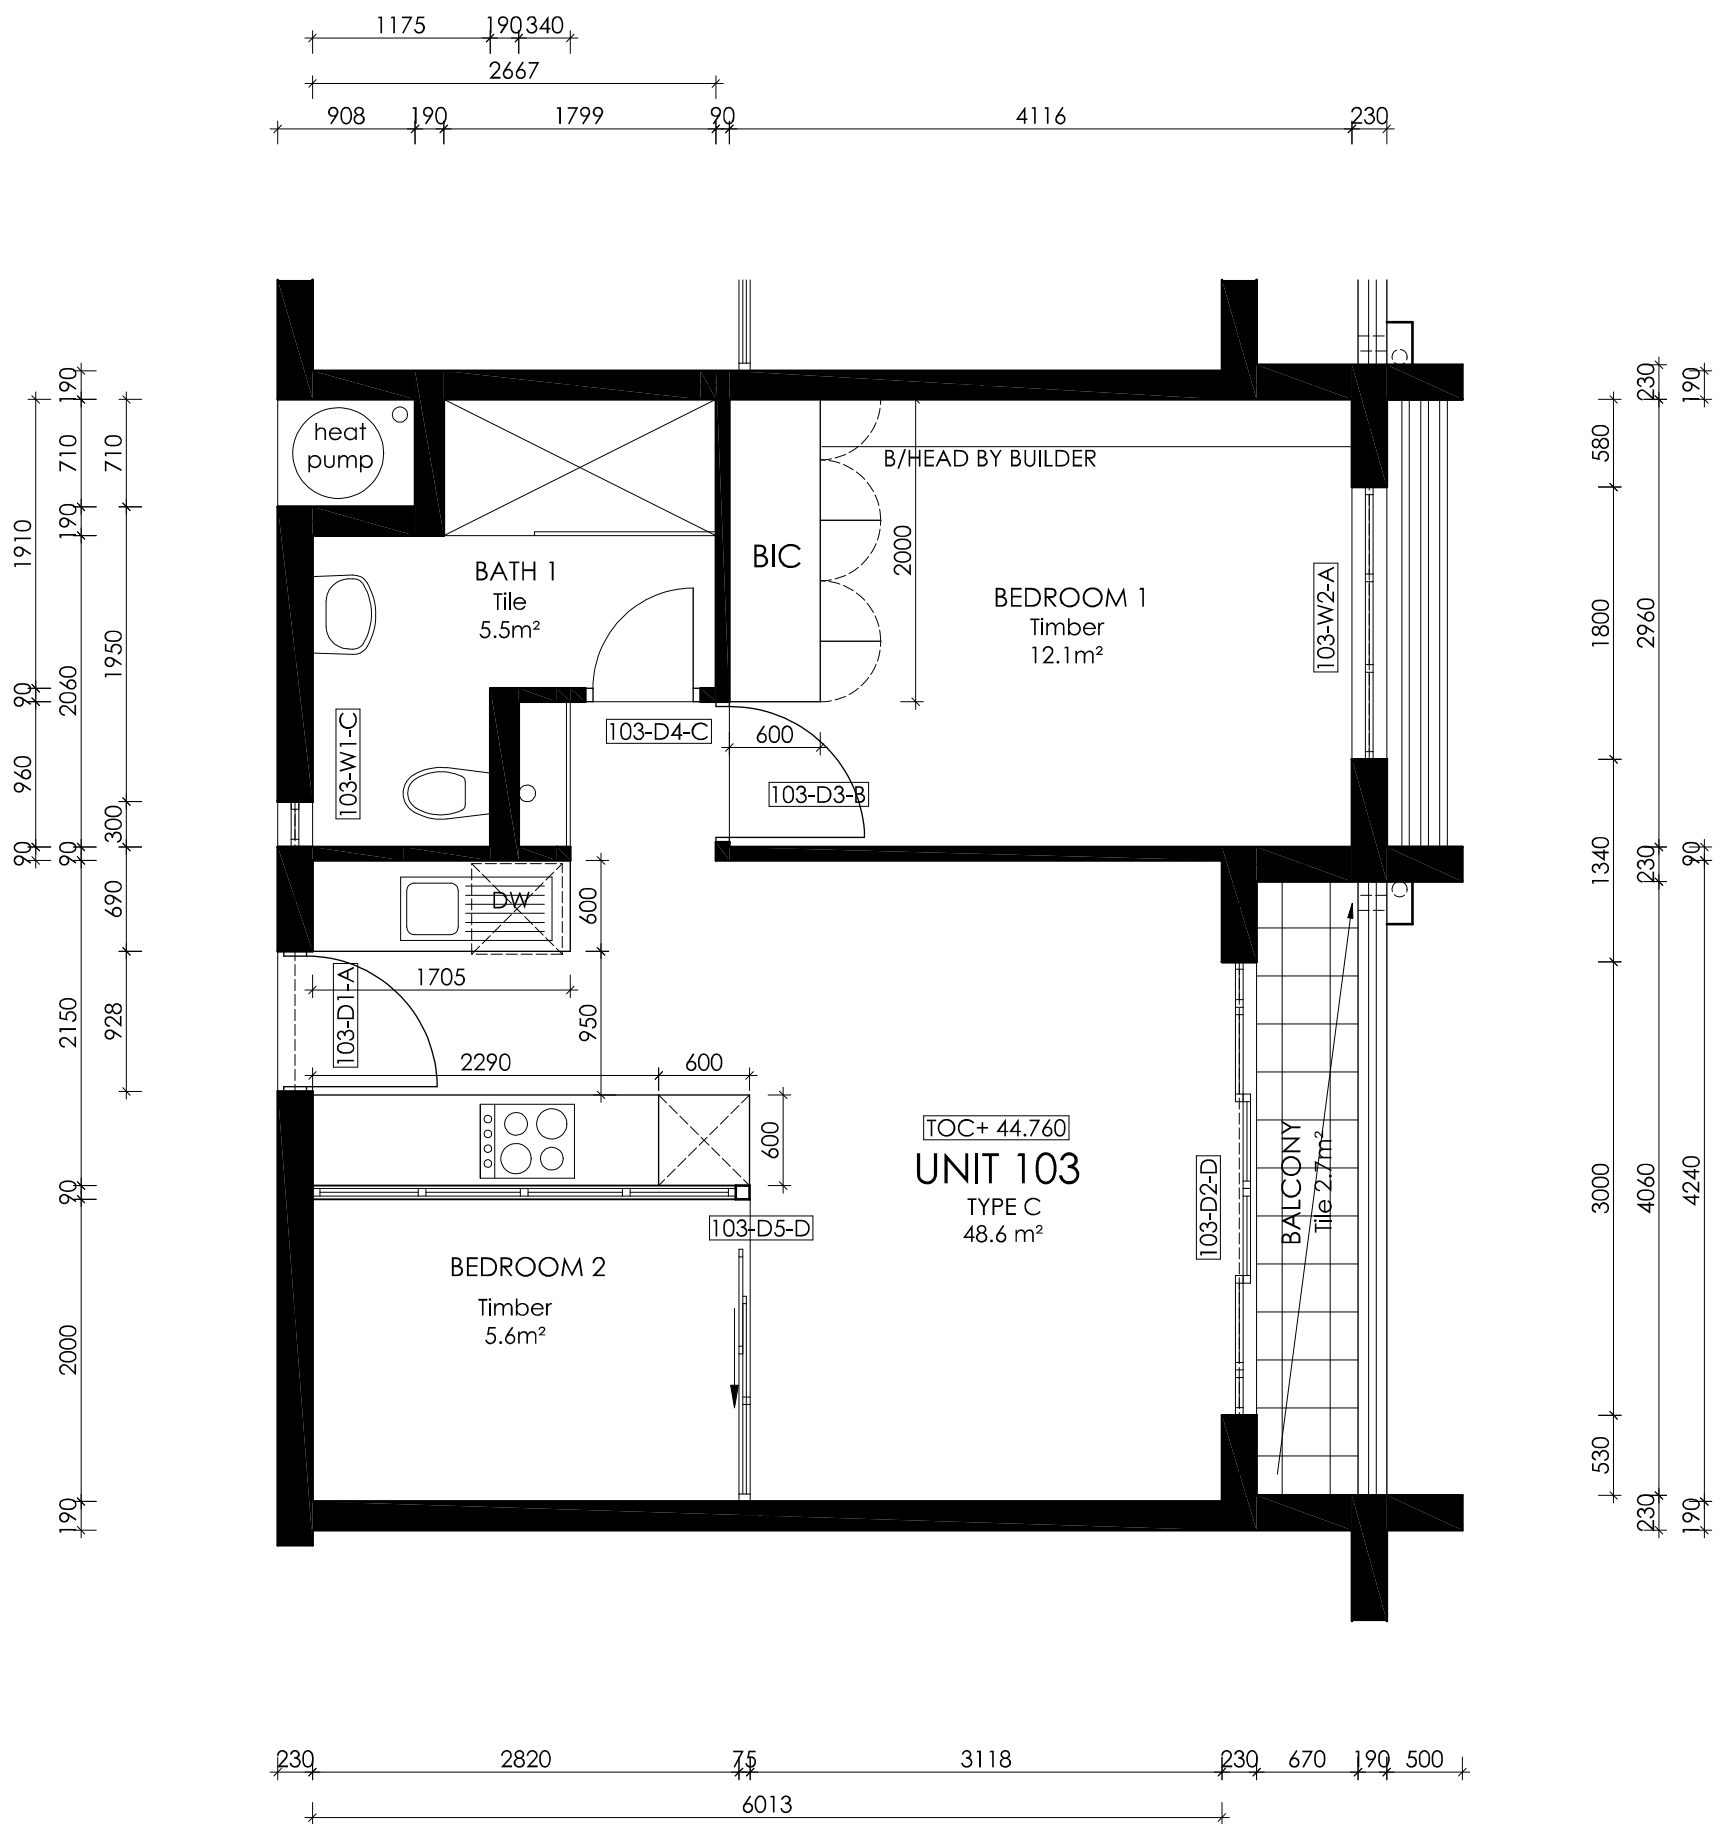 1175 190 340
2667
908 190 1799 90 4116 230
190
710
190
2060
90
2150
90
2000
190
1910
90
960
90
710
1950
300
690
928
heat
pump
BATH 1
Tile
5.5m²
BIC
B/HEAD BY BUILDER
2000
BEDROOM 1
Timber
12.1m²
103-W2-A
103-W1-C
103-D4-C
600
103-D3-B
DW
600
1705
103-D1-A
950
2290 600
600
TOC+ 44.760
UNIT 103
TYPE C
48.6 m²
103-D2-D
BALCONY
Tile 2.7m²
103-D5-D
BEDROOM 2
Timber
5.6m²
580
1800
1340
3000
530
230
2960
230
4060
230
190
90
4240
190
230 2820 75 3118 230 670 190 500
6013